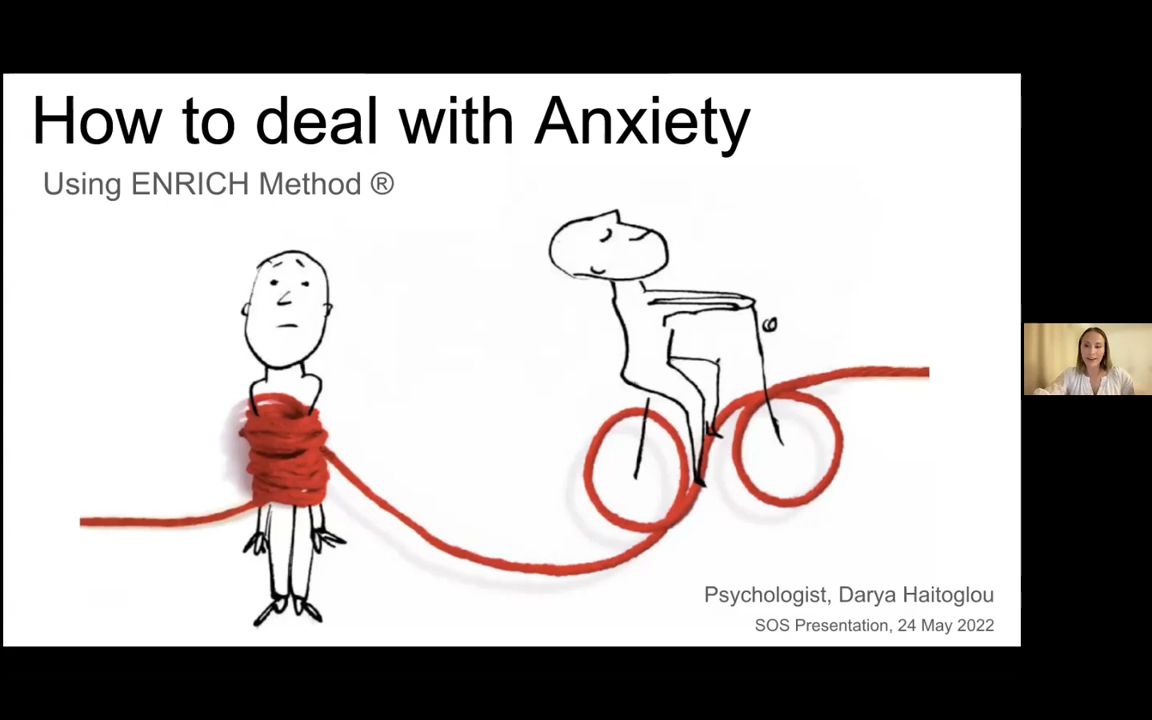 How to deal with Anxiety
Using ENRICH Method ®
Psychologist, Darya Haitoglou
SOS Presentation, 24 May 2022